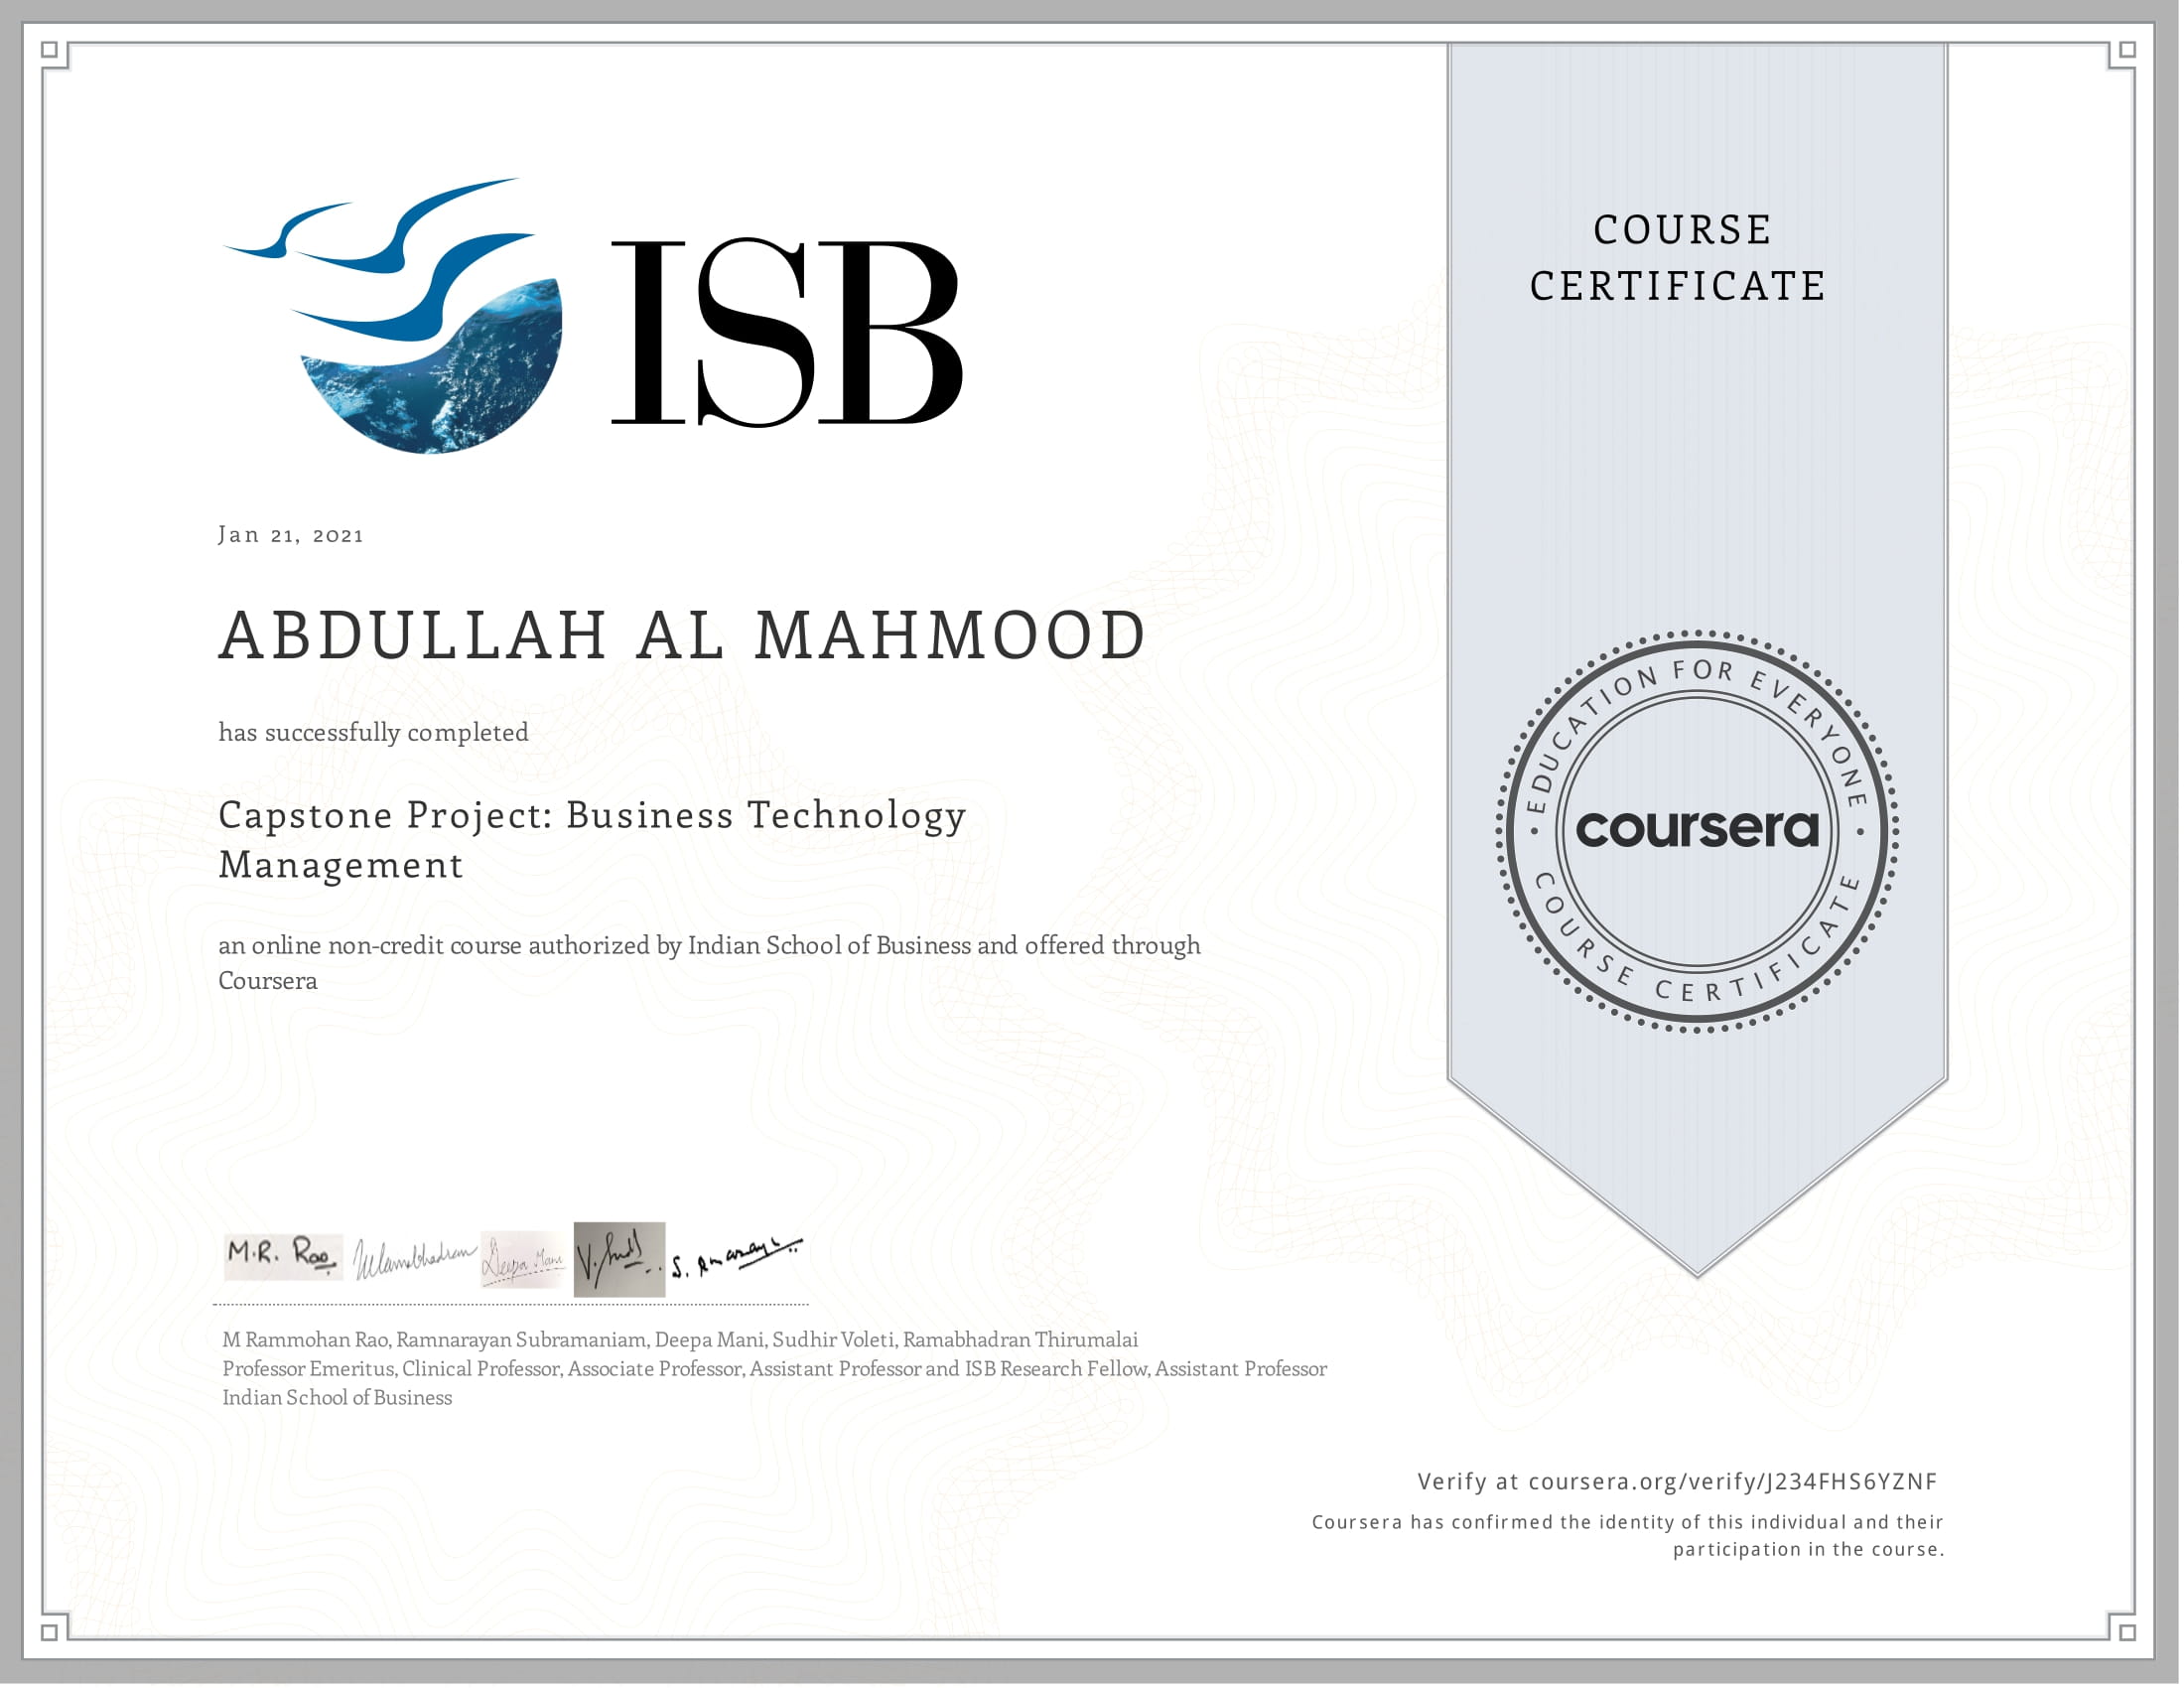 ISB
COURSE
CERTIFICATE
Jan 21, 2021
ABDULLAH AL MAHMOOD
has successfully completed
Capstone Project: Business Technology
Management
an online non-credit course authorized by Indian School of Business and offered through
Coursera
EDUCATION FOR EVERYONE
coursera
COURSE CERTIFICATE
M.R. Rao
Deepa Mani
M Rammohan Rao, Ramnarayan Subramaniam, Deepa Mani, Sudhir Voleti, Ramabhadran Thirumalai
Professor Emeritus, Clinical Professor, Associate Professor, Assistant Professor and ISB Research Fellow, Assistant Professor
Indian School of Business
Verify at coursera.org/verify/J234FHS6YZNF
Coursera has confirmed the identity of this individual and their
participation in the course.